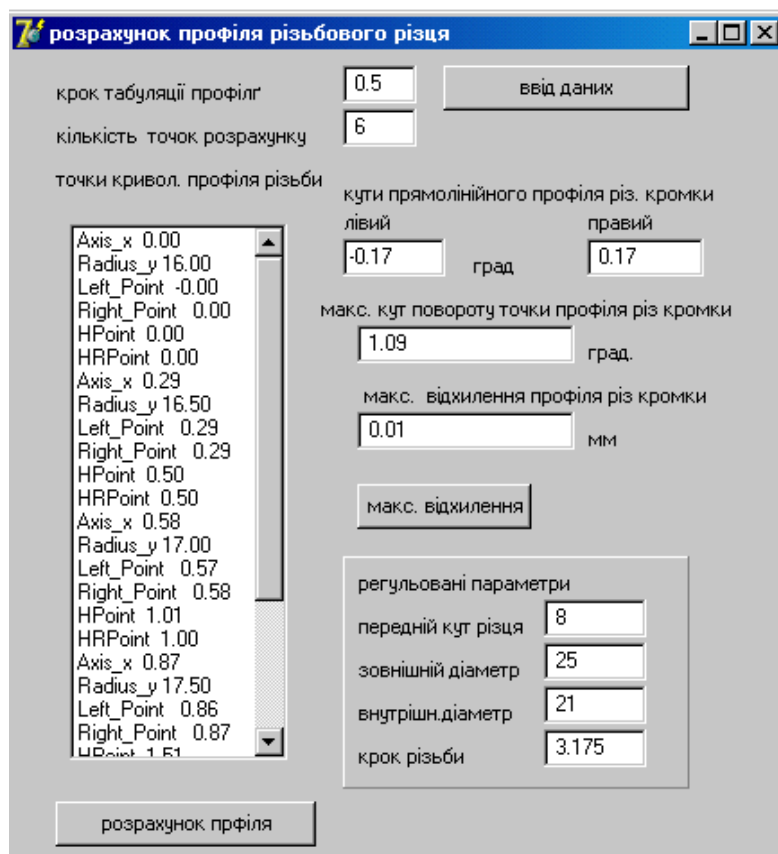 розрахунок профіля різьбового різця
крок табуляції профілґ 0.5 ввід даних
кількість точок розрахунку 6
точки кривол. профіля різьби
кути прямолінійного профіля різ. кромки
лівий правий
-0.17 град 0.17
макс. кут повороту точки профіля різ кромки
1.09 град.
макс. відхилення профіля різ кромки
0.01 мм
макс. відхилення
Axis_x 0.00
Radius_y 16.00
Left_Point -0.00
Right_Point 0.00
HPoint 0.00
HRPoint 0.00
Axis_x 0.29
Radius_y 16.50
Left_Point 0.29
Right_Point 0.29
HPoint 0.50
HRPoint 0.50
Axis_x 0.58
Radius_y 17.00
Left_Point 0.57
Right_Point 0.58
HPoint 1.01
HRPoint 1.00
Axis_x 0.87
Radius_y 17.50
Left_Point 0.86
Right_Point 0.87
HPoint 1.51
регульовані параметри
передній кут різця 8
зовнішній діаметр 25
внутрішн.діаметр 21
крок різьби 3.175
розрахунок прфіля